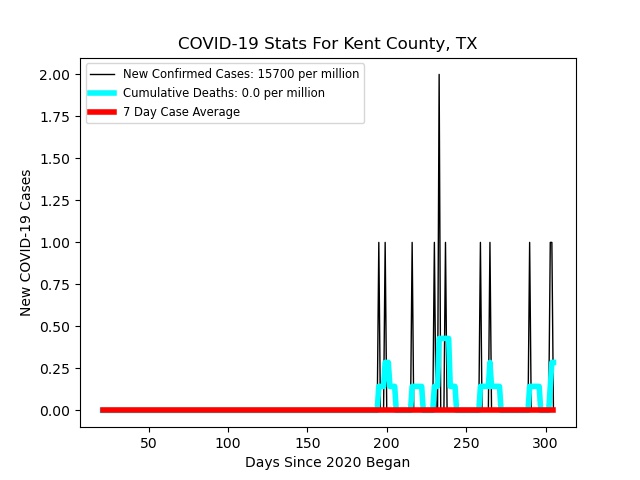 COVID-19 Stats For Kent County, TX
New Confirmed Cases: 15700 per million
Cumulative Deaths: 0.0 per million
7 Day Case Average
New COVID-19 Cases
2.00
1.75
1.50
1.25
1.00
0.75
0.50
0.25
0.00
50 100 150 200 250 300
Days Since 2020 Began